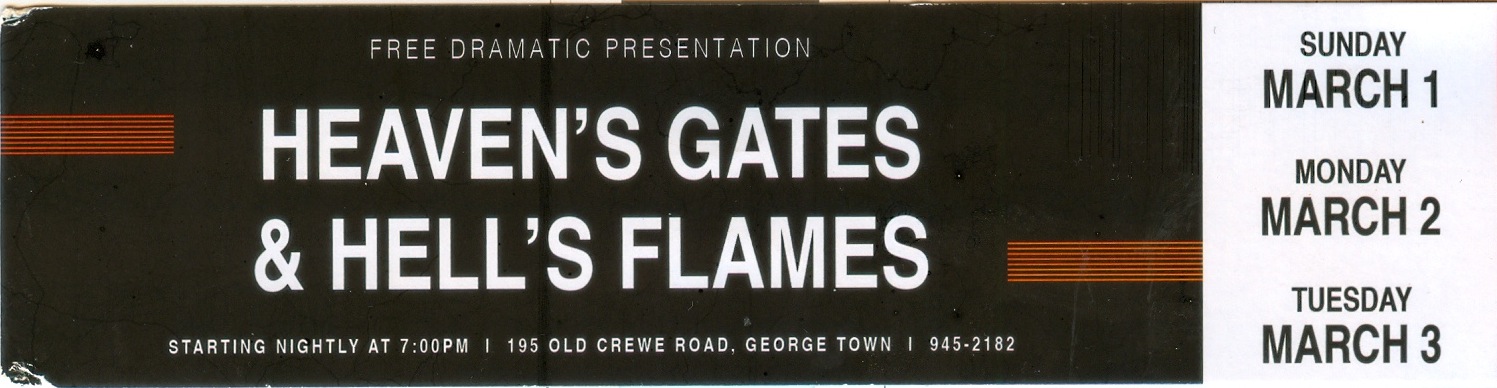 FREE DRAMATIC PRESENTATION
HEAVEN'S GATES
& HELL'S FLAMES
STARTING NIGHTLY AT 7:00PM | 195 OLD CREWE ROAD, GEORGE TOWN | 945-2182
SUNDAY
MARCH 1
MONDAY
MARCH 2
TUESDAY
MARCH 3